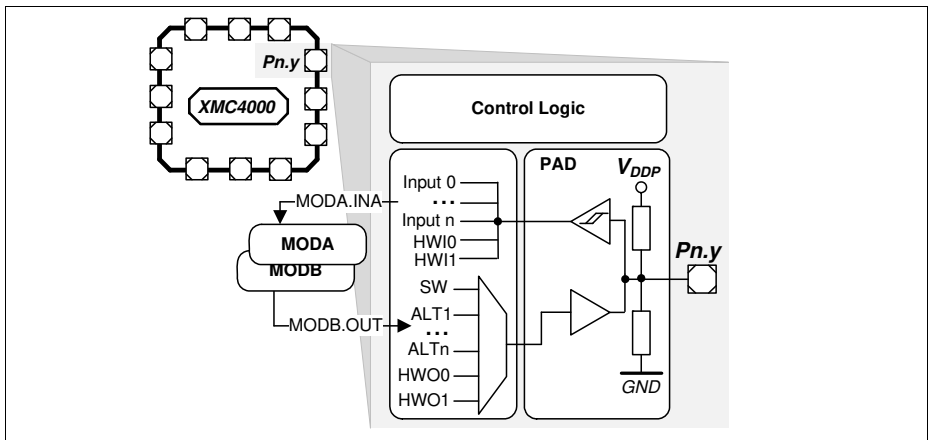 Pn.y
XMC4000
Control Logic
PAD
VDDP
Input 0
...
Input n
HWI0
HWI1
MODA.INA
MODA
MODB
MODB.OUT
SW
ALT1
...
ALTn
HWO0
HWO1
Pn.y
GND